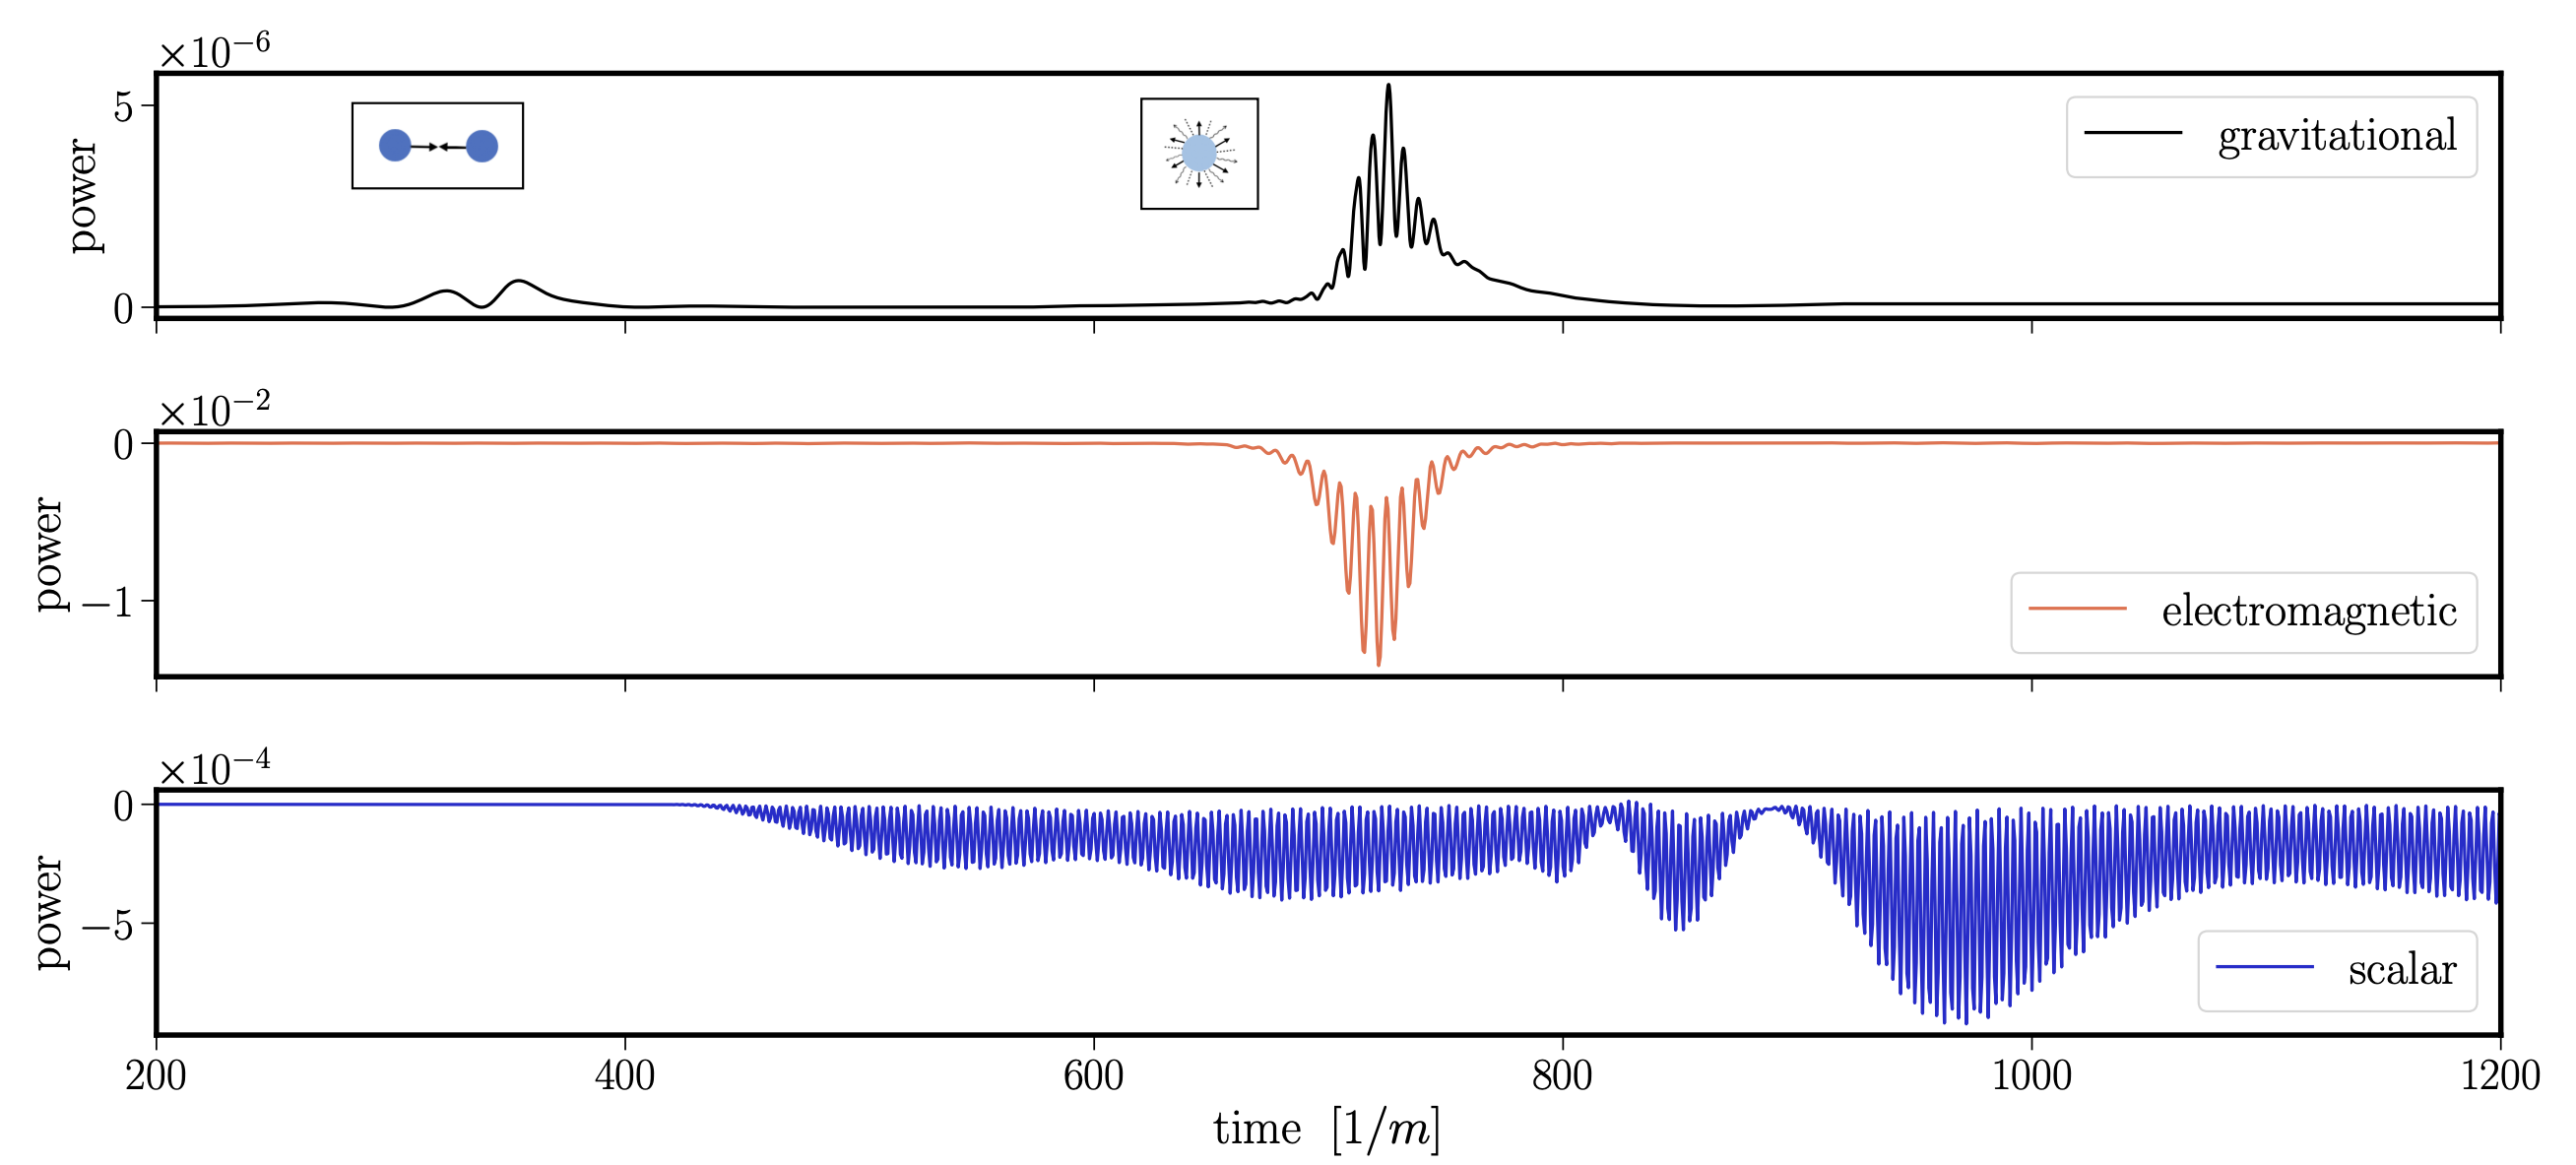 ×10⁻⁶
5
0
power
gravitational
×10⁻²
0
−1
power
electromagnetic
×10⁻⁴
0
−5
power
scalar
200 400 600 800 1000 1200
time [1/m]